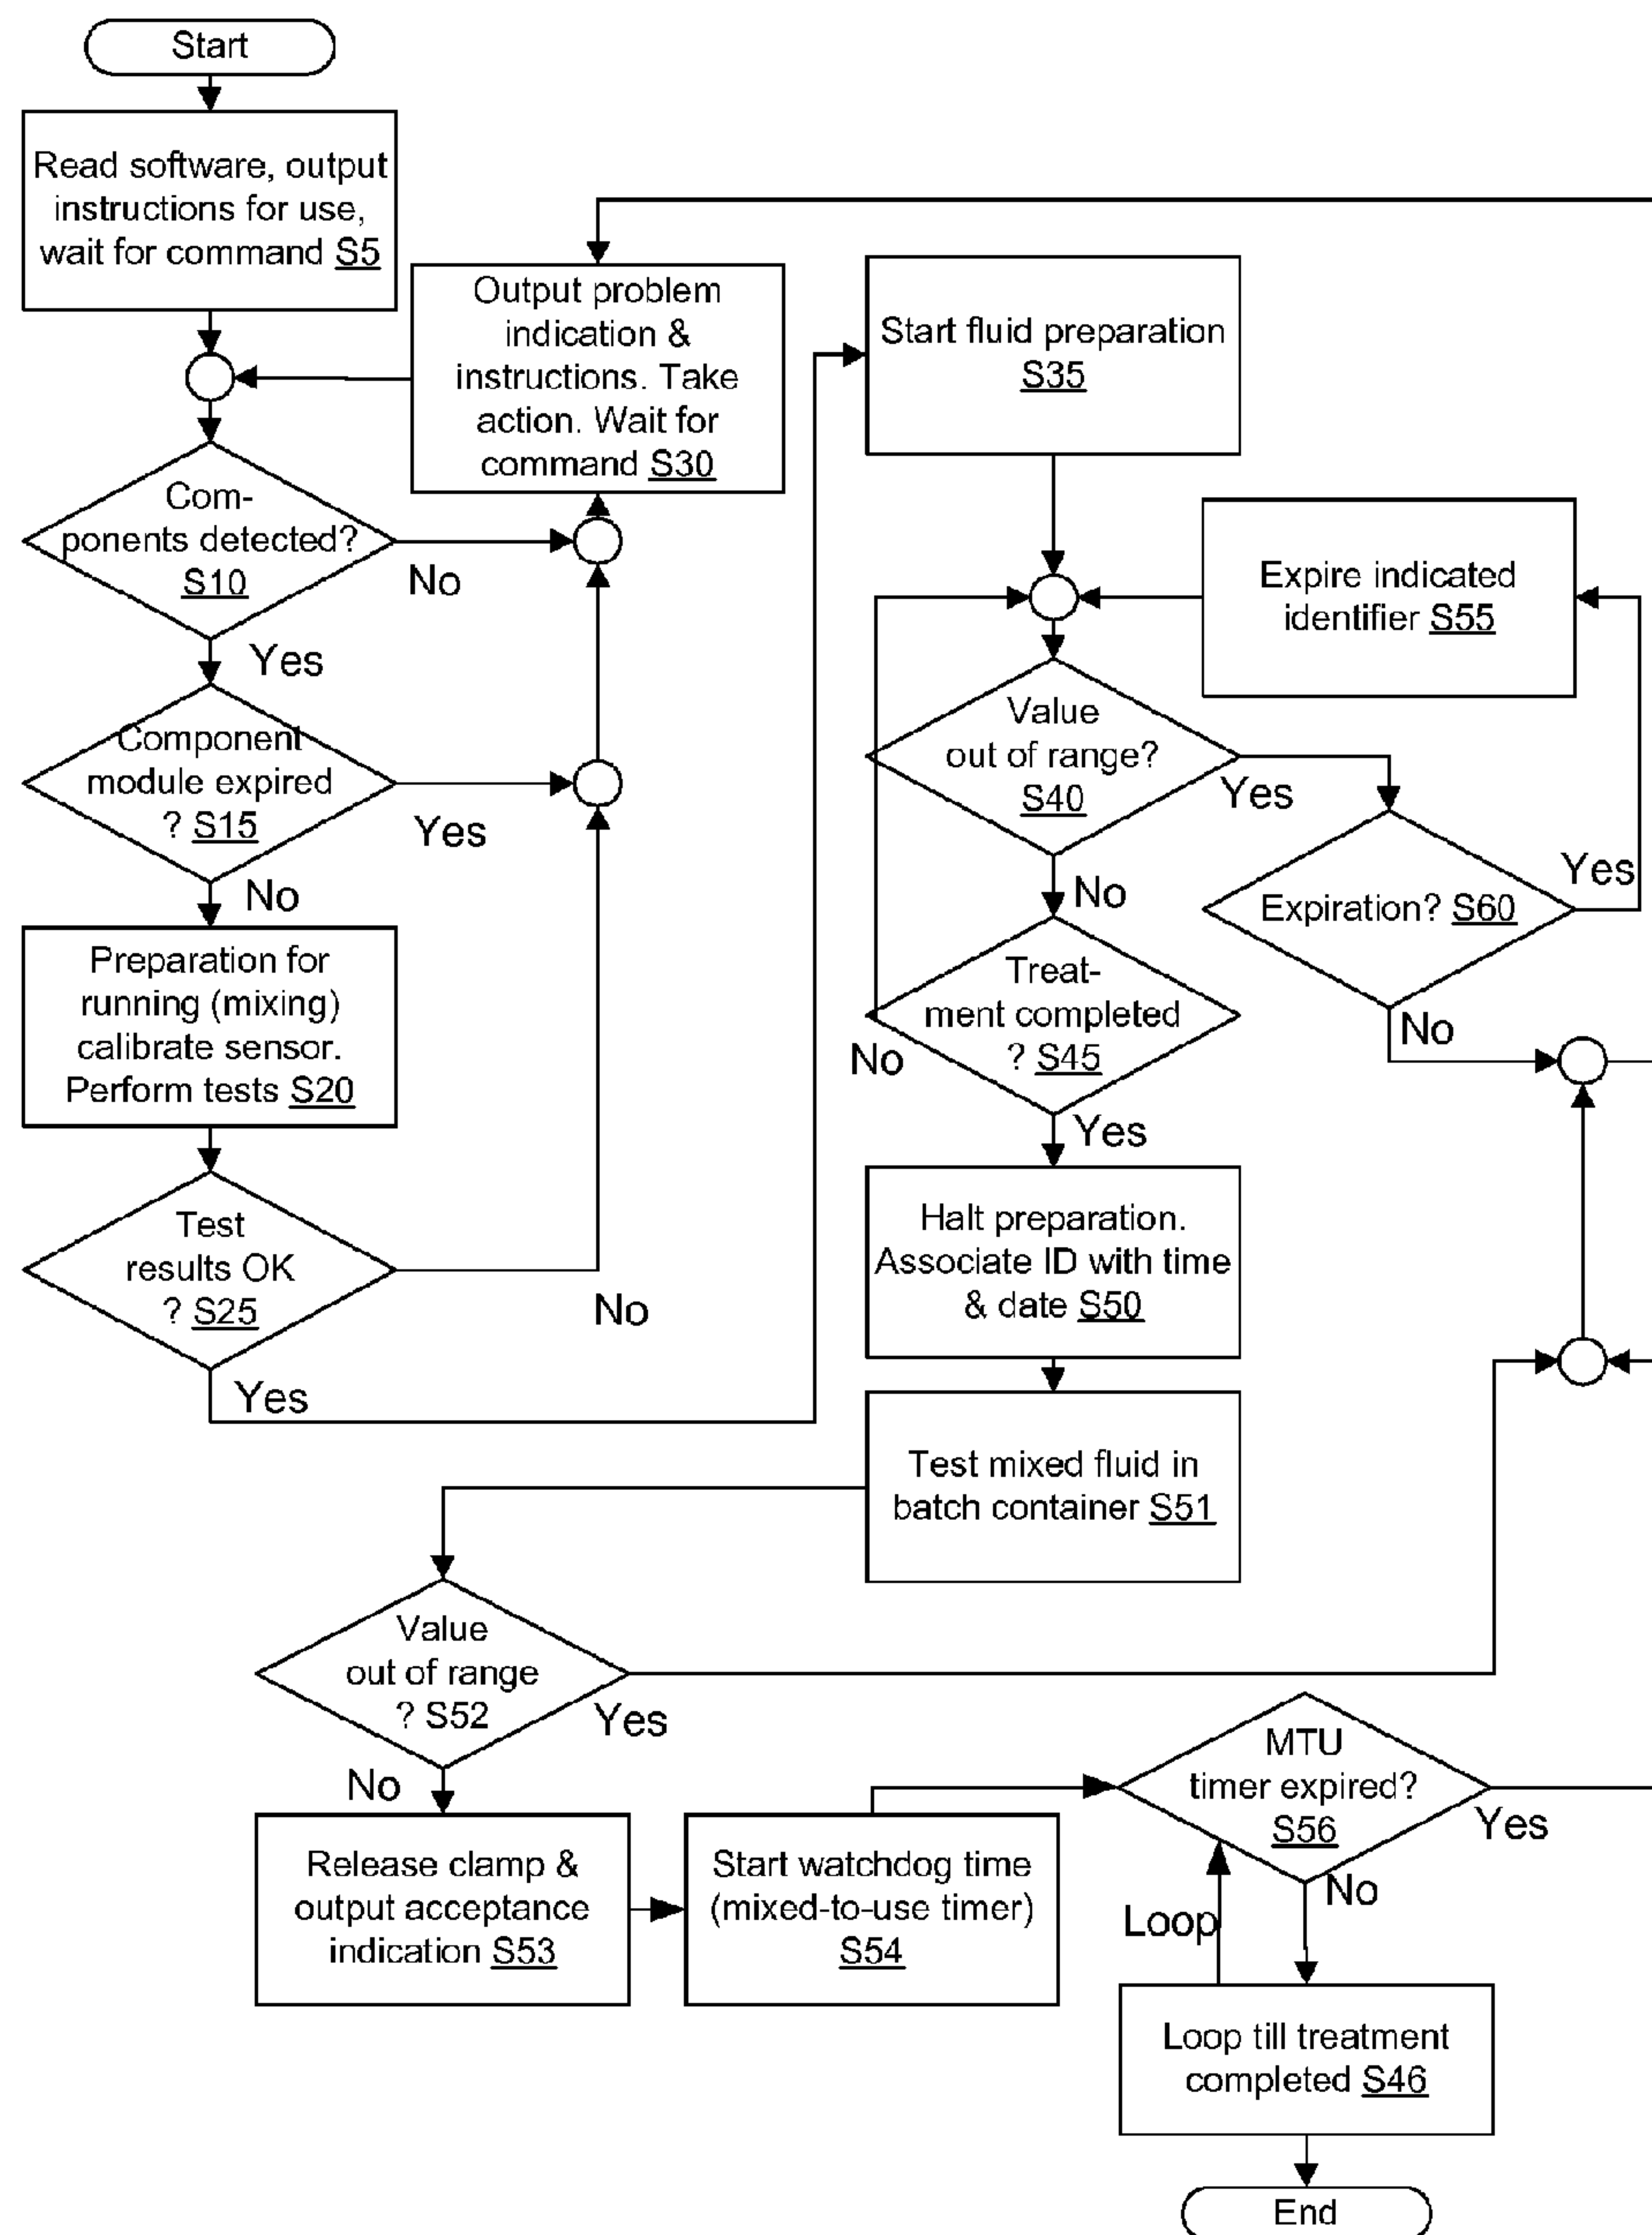 Start
Read software, output
instructions for use,
wait for command S5
Output problem
indication &
instructions. Take
action. Wait for
command S30
Com-
ponents detected?
S10
No
Yes
Component
module expired
? S15
Yes
No
Preparation for
running (mixing)
calibrate sensor.
Perform tests S20
Test
results OK
? S25
No
Yes
Start fluid preparation
S35
Expire indicated
identifier S55
Value
out of range?
S40
Yes
No
Expiration? S60
Yes
No
Treat-
ment completed
? S45
No
Yes
Halt preparation.
Associate ID with time
& date S50
Test mixed fluid in
batch container S51
Value
out of range
? S52
Yes
No
Release clamp &
output acceptance
indication S53
Start watchdog time
(mixed-to-use timer)
S54
MTU
timer expired?
S56
Yes
No
Loop
Loop till treatment
completed S46
End